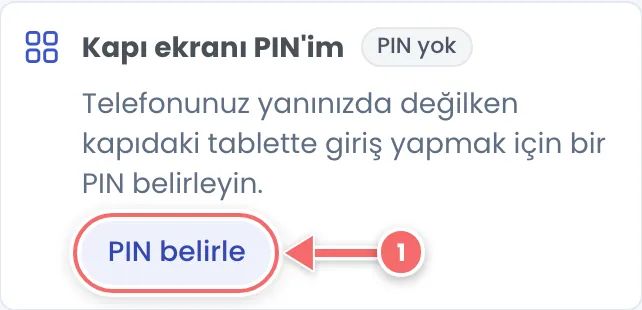 Kapı ekranı PIN'im PIN yok
Telefonunuz yanınızda değilken
kapıdaki tablette giriş yapmak için bir
PIN belirleyin.
PIN belirle 1